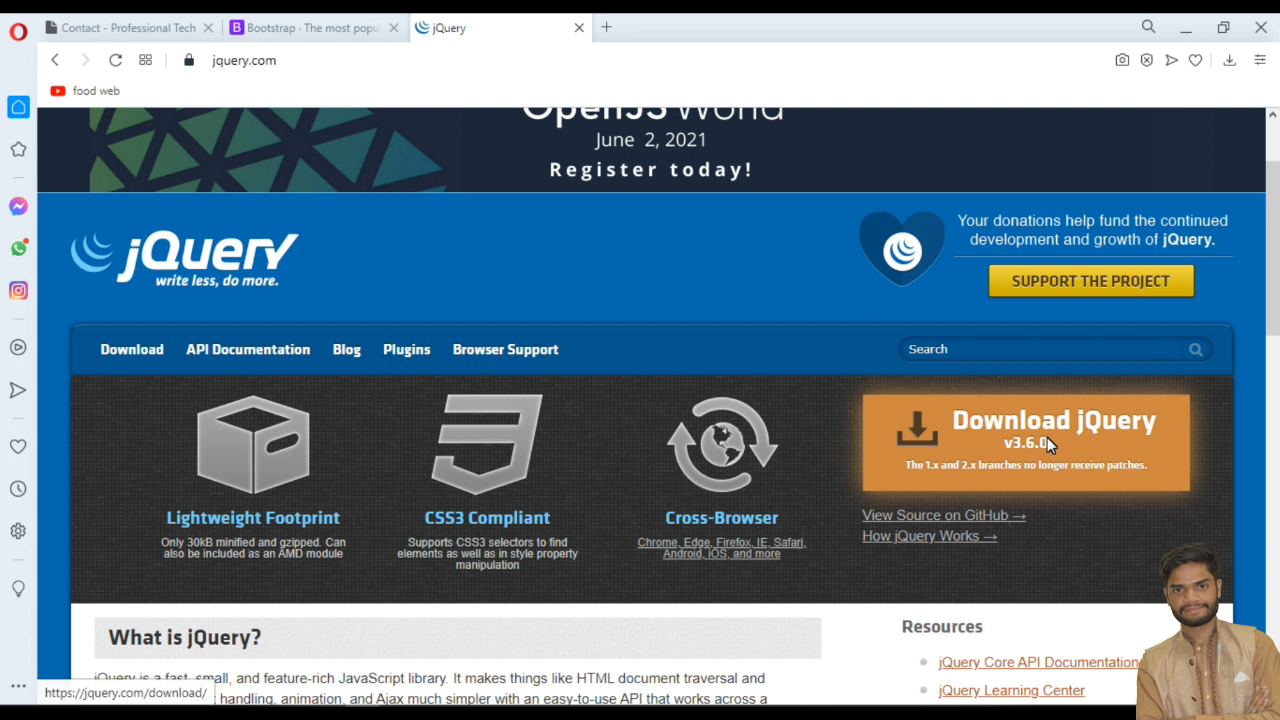 Contact - Professional Tech
Bootstrap · The most popu
jQuery
jquery.com
food web
OpenJS World
June 2, 2021
Register today!
jQuery
write less, do more.
Your donations help fund the continued
development and growth of jQuery.
SUPPORT THE PROJECT
Download
API Documentation
Blog
Plugins
Browser Support
Search
Lightweight Footprint
Only 30kB minified and gzipped. Can
also be included as an AMD module
CSS3 Compliant
Supports CSS3 selectors to find
elements as well as in style property
manipulation
Cross-Browser
Chrome, Edge, Firefox, IE, Safari,
Android, iOS, and more
Download jQuery
v3.6.0
The 1.x and 2.x branches no longer receive patches.
View Source on GitHub →
How jQuery Works →
What is jQuery?
jQuery is a fast, small, and feature-rich JavaScript library. It makes things like HTML document traversal and
handling, animation, and Ajax much simpler with an easy-to-use API that works across a
Resources
jQuery Core API Documentation
jQuery Learning Center
https://jquery.com/download/